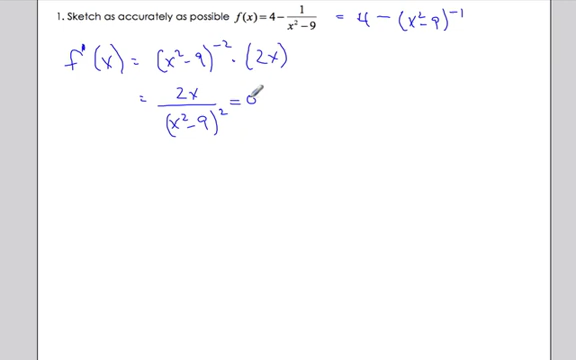 1. Sketch as accurately as possible f(x)=4−1/(x²−9) = 4 − (x²−9)⁻¹
f'(x) = (x²−9)⁻² · (2x)
= 2x/(x²−9)² = 0